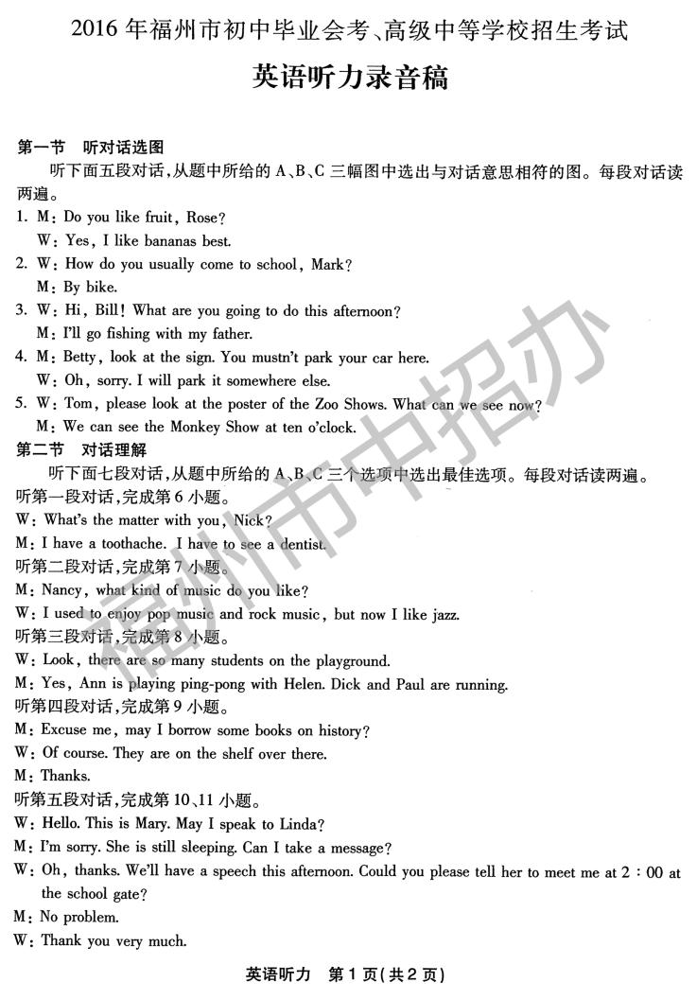 2016 年福州市初中毕业会考、高级中等学校招生考试
英语听力录音稿
第一节 听对话选图
听下面五段对话,从题中所给的 A、B、C 三幅图中选出与对话意思相符的图。每段对话读
两遍。
1. M: Do you like fruit, Rose?
W: Yes, I like bananas best.
2. W: How do you usually come to school, Mark?
M: By bike.
3. W: Hi, Bill! What are you going to do this afternoon?
M: I'll go fishing with my father.
4. M: Betty, look at the sign. You mustn't park your car here.
W: Oh, sorry. I will park it somewhere else.
5. W: Tom, please look at the poster of the Zoo Shows. What can we see now?
M: We can see the Monkey Show at ten o'clock.
第二节 对话理解
听下面七段对话,从题中所给的 A、B、C 三个选项中选出最佳选项。每段对话读两遍。
听第一段对话,完成第 6 小题。
W: What's the matter with you, Nick?
M: I have a toothache. I have to see a dentist.
听第二段对话,完成第 7 小题。
M: Nancy, what kind of music do you like?
W: I used to enjoy pop music and rock music, but now I like jazz.
听第三段对话,完成第 8 小题。
W: Look, there are so many students on the playground.
M: Yes, Ann is playing ping-pong with Helen. Dick and Paul are running.
听第四段对话,完成第 9 小题。
M: Excuse me, may I borrow some books on history?
W: Of course. They are on the shelf over there.
M: Thanks.
听第五段对话,完成第 10、11 小题。
W: Hello. This is Mary. May I speak to Linda?
M: I'm sorry. She is still sleeping. Can I take a message?
W: Oh, thanks. We'll have a speech this afternoon. Could you please tell her to meet me at 2:00 at
the school gate?
M: No problem.
W: Thank you very much.
英语听力 第 1 页(共 2 页)
福州市中招办